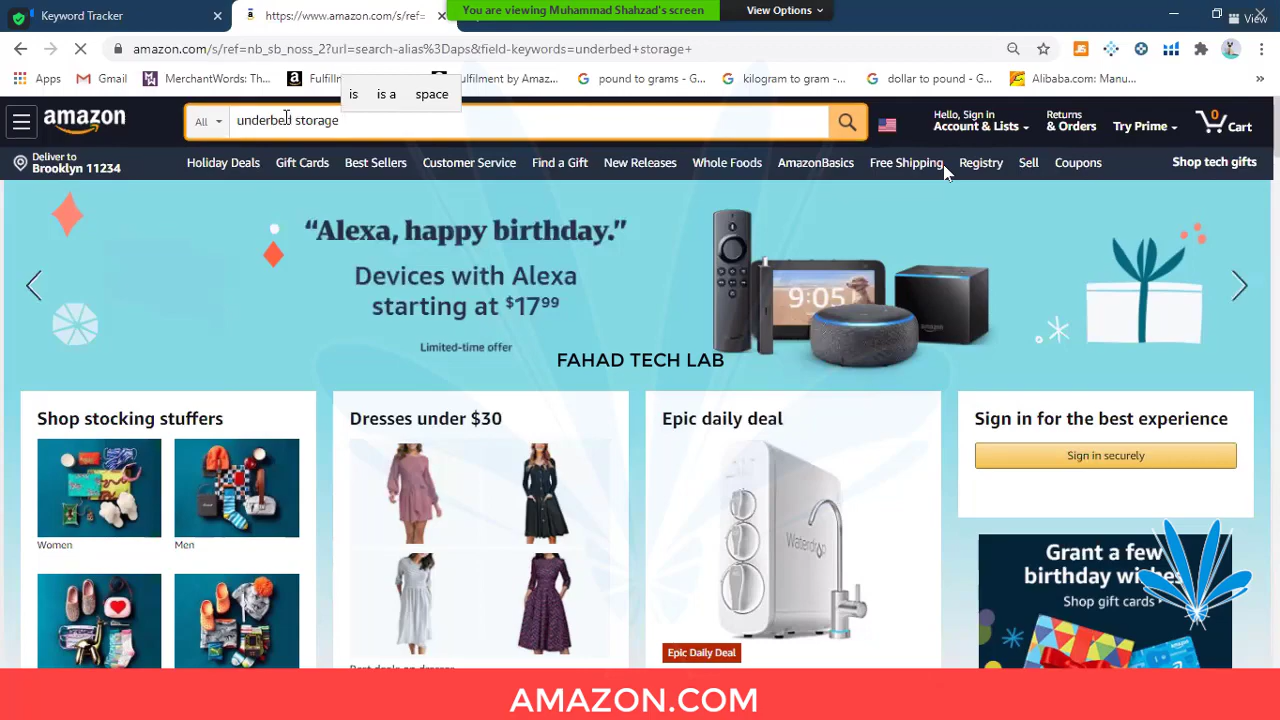 You are viewing Muhammad Shahzad's screen
View Options
Keyword Tracker
https://www.amazon.com/s/ref=
View
amazon.com/s/ref=nb_sb_noss_2?url=search-alias%3Daps&field-keywords=underbed+storage+
Apps
Gmail
MerchantWords: Th...
Fulfillm
ilment by Amaz...
pound to grams - G...
kilogram to gram -...
dollar to pound - G...
Alibaba.com: Manu...
»
is
is a
space
amazon
All
underbed storage
Hello, Sign in
Account & Lists
Returns
& Orders
Try Prime
0
Cart
Deliver to
Brooklyn 11234
Holiday Deals
Gift Cards
Best Sellers
Customer Service
Find a Gift
New Releases
Whole Foods
AmazonBasics
Free Shipping
Registry
Sell
Coupons
Shop tech gifts
“Alexa, happy birthday.”
Devices with Alexa
starting at $17⁹⁹
Limited-time offer
9:05
FAHAD TECH LAB
Shop stocking stuffers
Women
Men
Dresses under $30
Epic daily deal
Waterdrop
Epic Daily Deal
Sign in for the best experience
Sign in securely
Grant a few
birthday wishes
Shop gift cards
AMAZON.COM